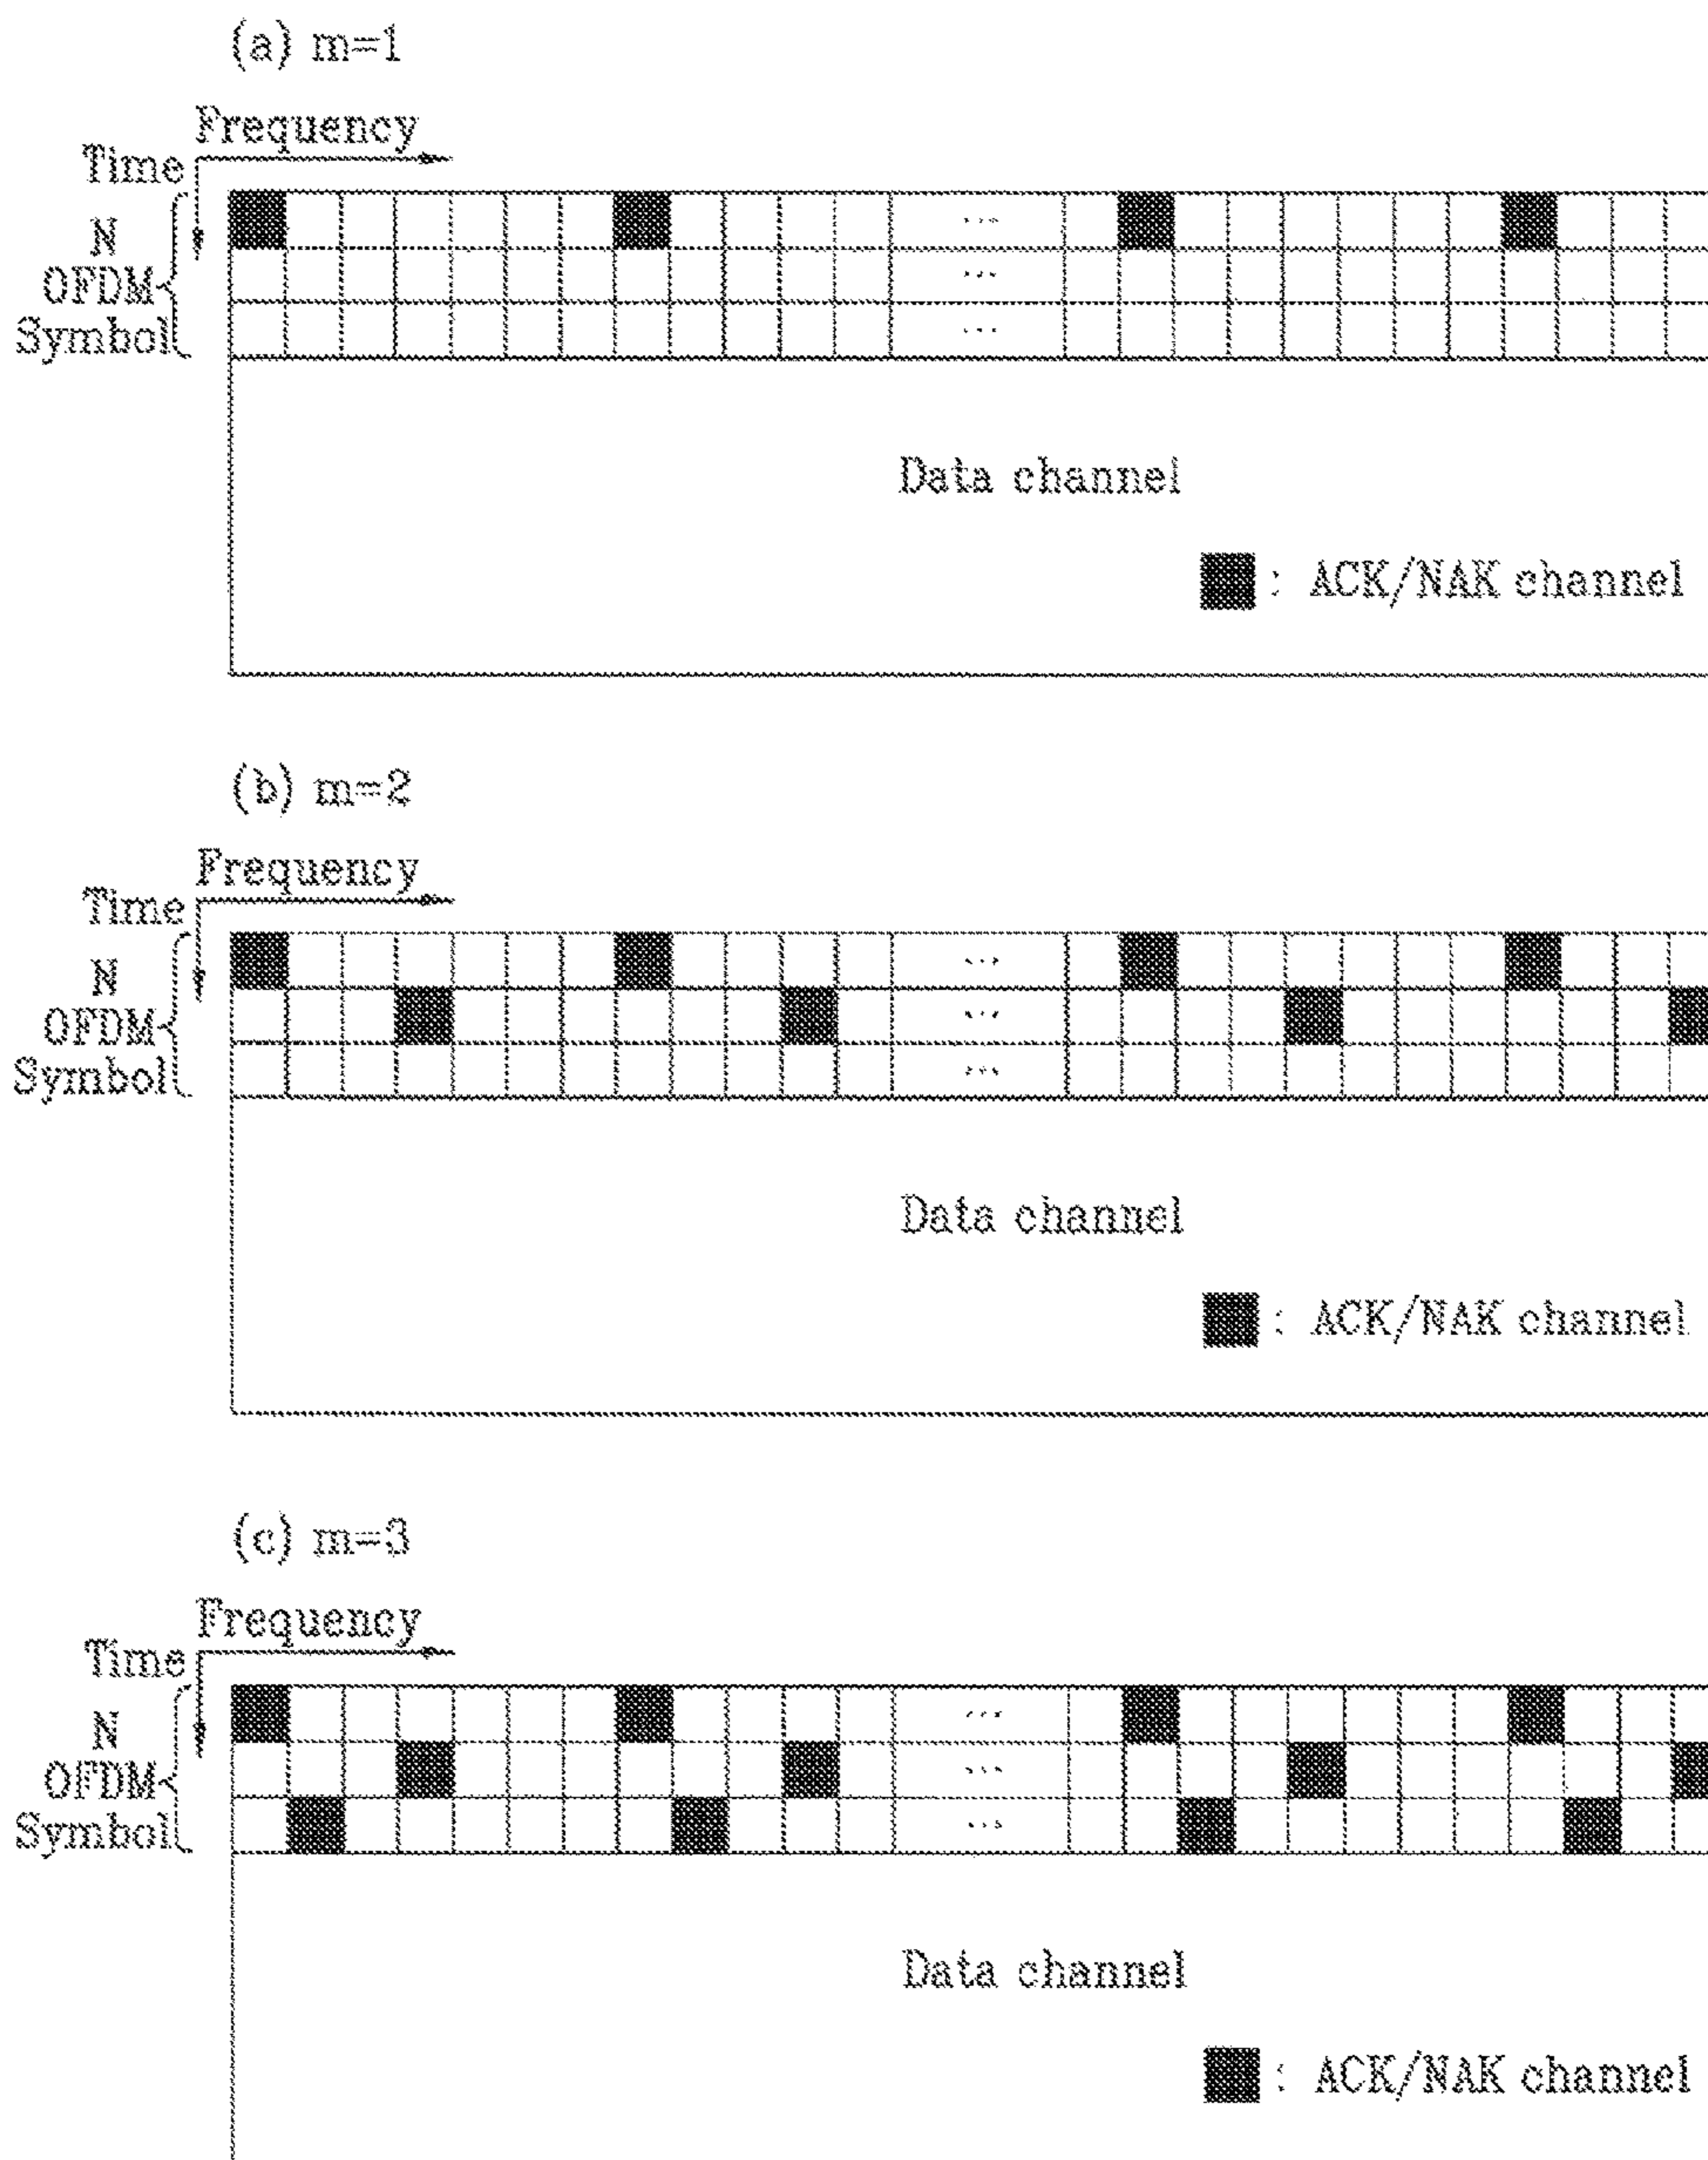 (a) m=1
Frequency
Time
N
OFDM
Symbol
...
...
...
Data channel
: ACK/NAK channel
(b) m=2
Frequency
Time
N
OFDM
Symbol
...
...
...
Data channel
: ACK/NAK channel
(c) m=3
Frequency
Time
N
OFDM
Symbol
...
...
...
Data channel
: ACK/NAK channel